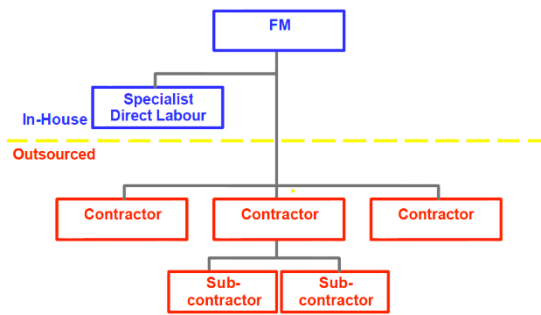 FM
Specialist
Direct Labour
In-House
Outsourced
Contractor
Contractor
Contractor
Sub-
contractor
Sub-
contractor